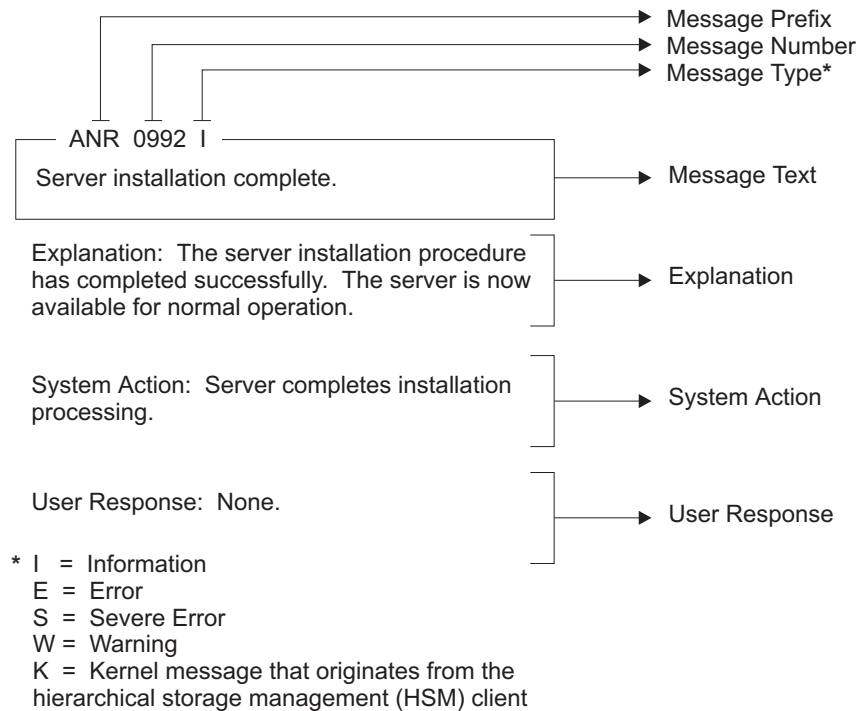 Message Prefix
Message Number
Message Type*
ANR 0992 I
Server installation complete.
Message Text
Explanation: The server installation procedure
has completed successfully. The server is now
available for normal operation.
Explanation
System Action: Server completes installation
processing.
System Action
User Response: None.
User Response
* I = Information
E = Error
S = Severe Error
W = Warning
K = Kernel message that originates from the
hierarchical storage management (HSM) client